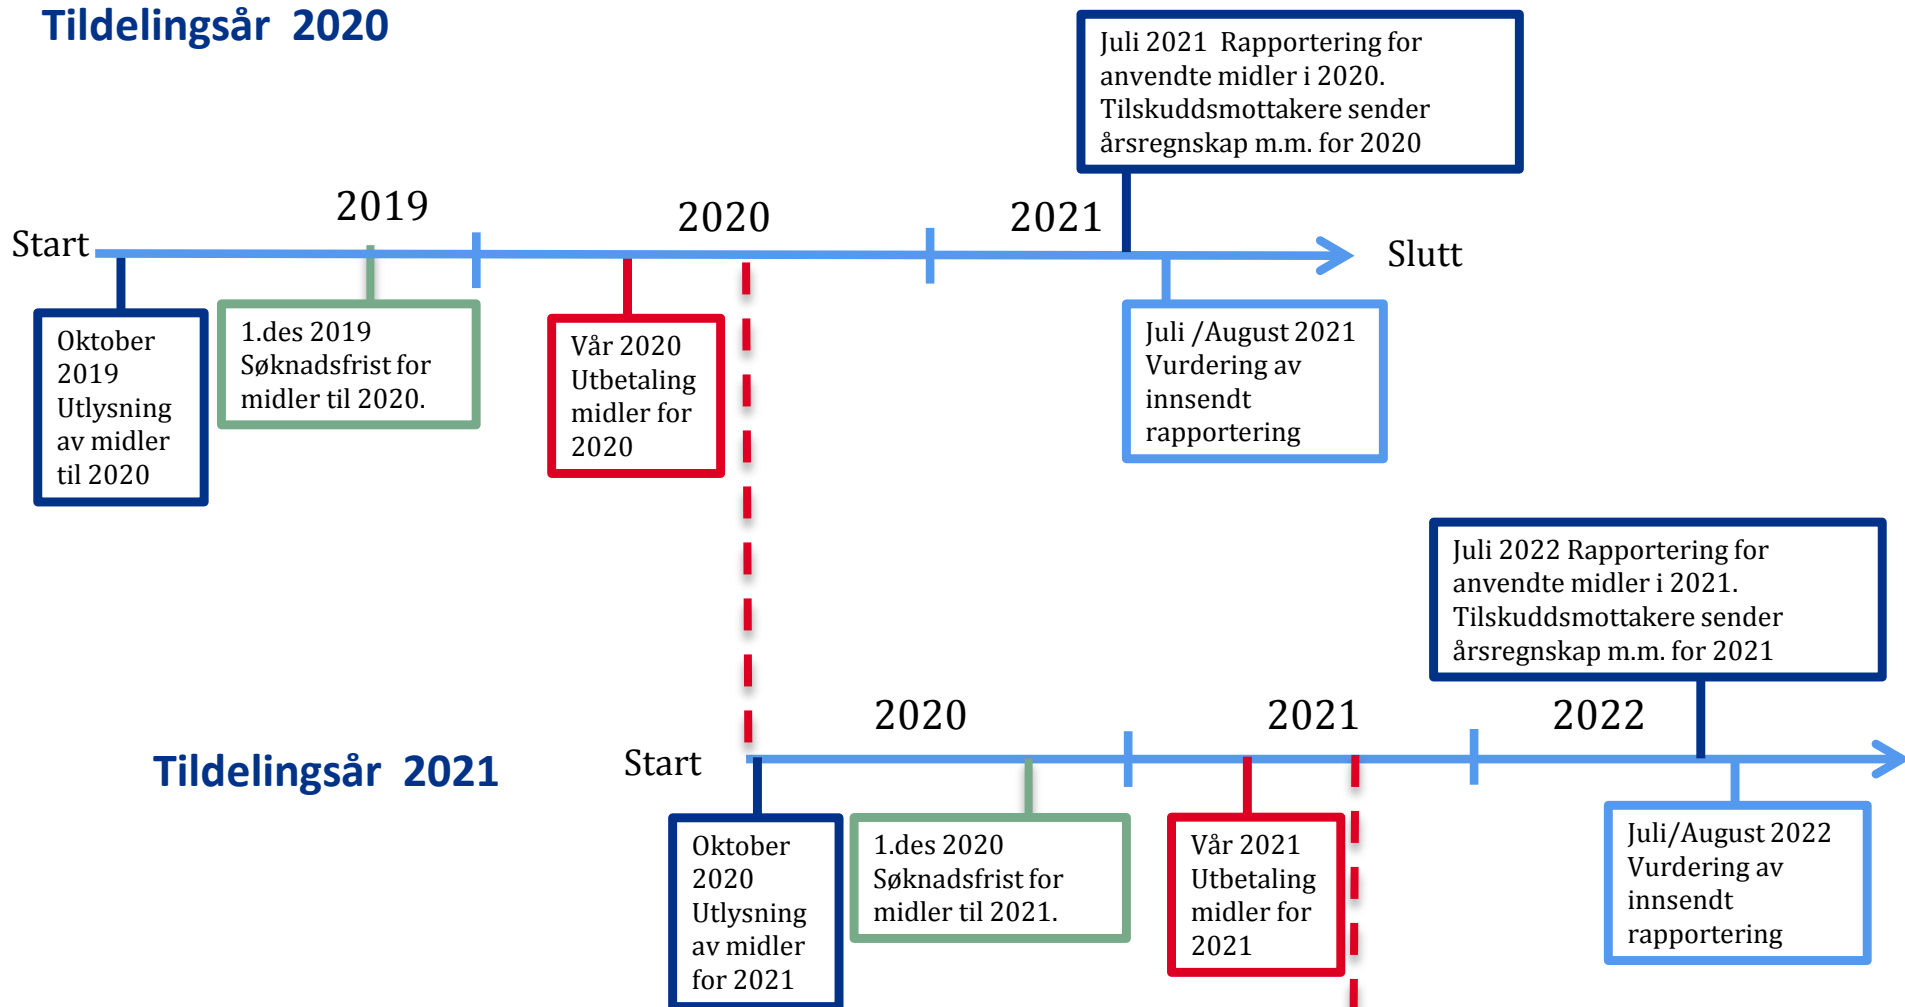 Tildelingsår 2020
Juli 2021 Rapportering for
anvendte midler i 2020.
Tilskuddsmottakere sender
årsregnskap m.m. for 2020
2019
2020
2021
Start
Slutt
Oktober
2019
Utlysning
av midler
til 2020
1.des 2019
Søknadsfrist for
midler til 2020.
Vår 2020
Utbetaling
midler for
2020
Juli /August 2021
Vurdering av
innsendt
rapportering
Juli 2022 Rapportering for
anvendte midler i 2021.
Tilskuddsmottakere sender
årsregnskap m.m. for 2021
2020
2021
2022
Tildelingsår 2021
Start
Oktober
2020
Utlysning
av midler
for 2021
1.des 2020
Søknadsfrist for
midler til 2021.
Vår 2021
Utbetaling
midler for
2021
Juli/August 2022
Vurdering av
innsendt
rapportering